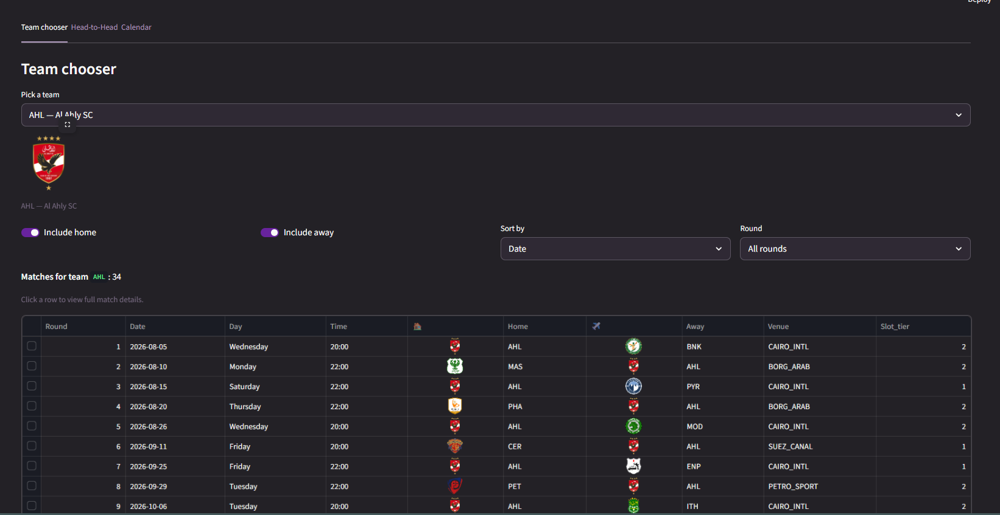 Deploy
Team chooser Head-to-Head Calendar
Team chooser
Pick a team
AHL — Al Ahly SC
AHL — Al Ahly SC
Include home Include away Sort by Round
Date All rounds
Matches for team AHL : 34
Click a row to view full match details.
Round Date Day Time Home Away Venue Slot_tier
1 2026-08-05 Wednesday 20:00 AHL BNK CAIRO_INTL 2
2 2026-08-10 Monday 22:00 MAS AHL BORG_ARAB 2
3 2026-08-15 Saturday 22:00 AHL PYR CAIRO_INTL 1
4 2026-08-20 Thursday 22:00 PHA AHL BORG_ARAB 2
5 2026-08-26 Wednesday 20:00 AHL MOD CAIRO_INTL 2
6 2026-09-11 Friday 20:00 CER AHL SUEZ_CANAL 1
7 2026-09-25 Friday 22:00 AHL ENP CAIRO_INTL 1
8 2026-09-29 Tuesday 22:00 PET AHL PETRO_SPORT 2
9 2026-10-06 Tuesday 20:00 AHL ITH CAIRO_INTL 2